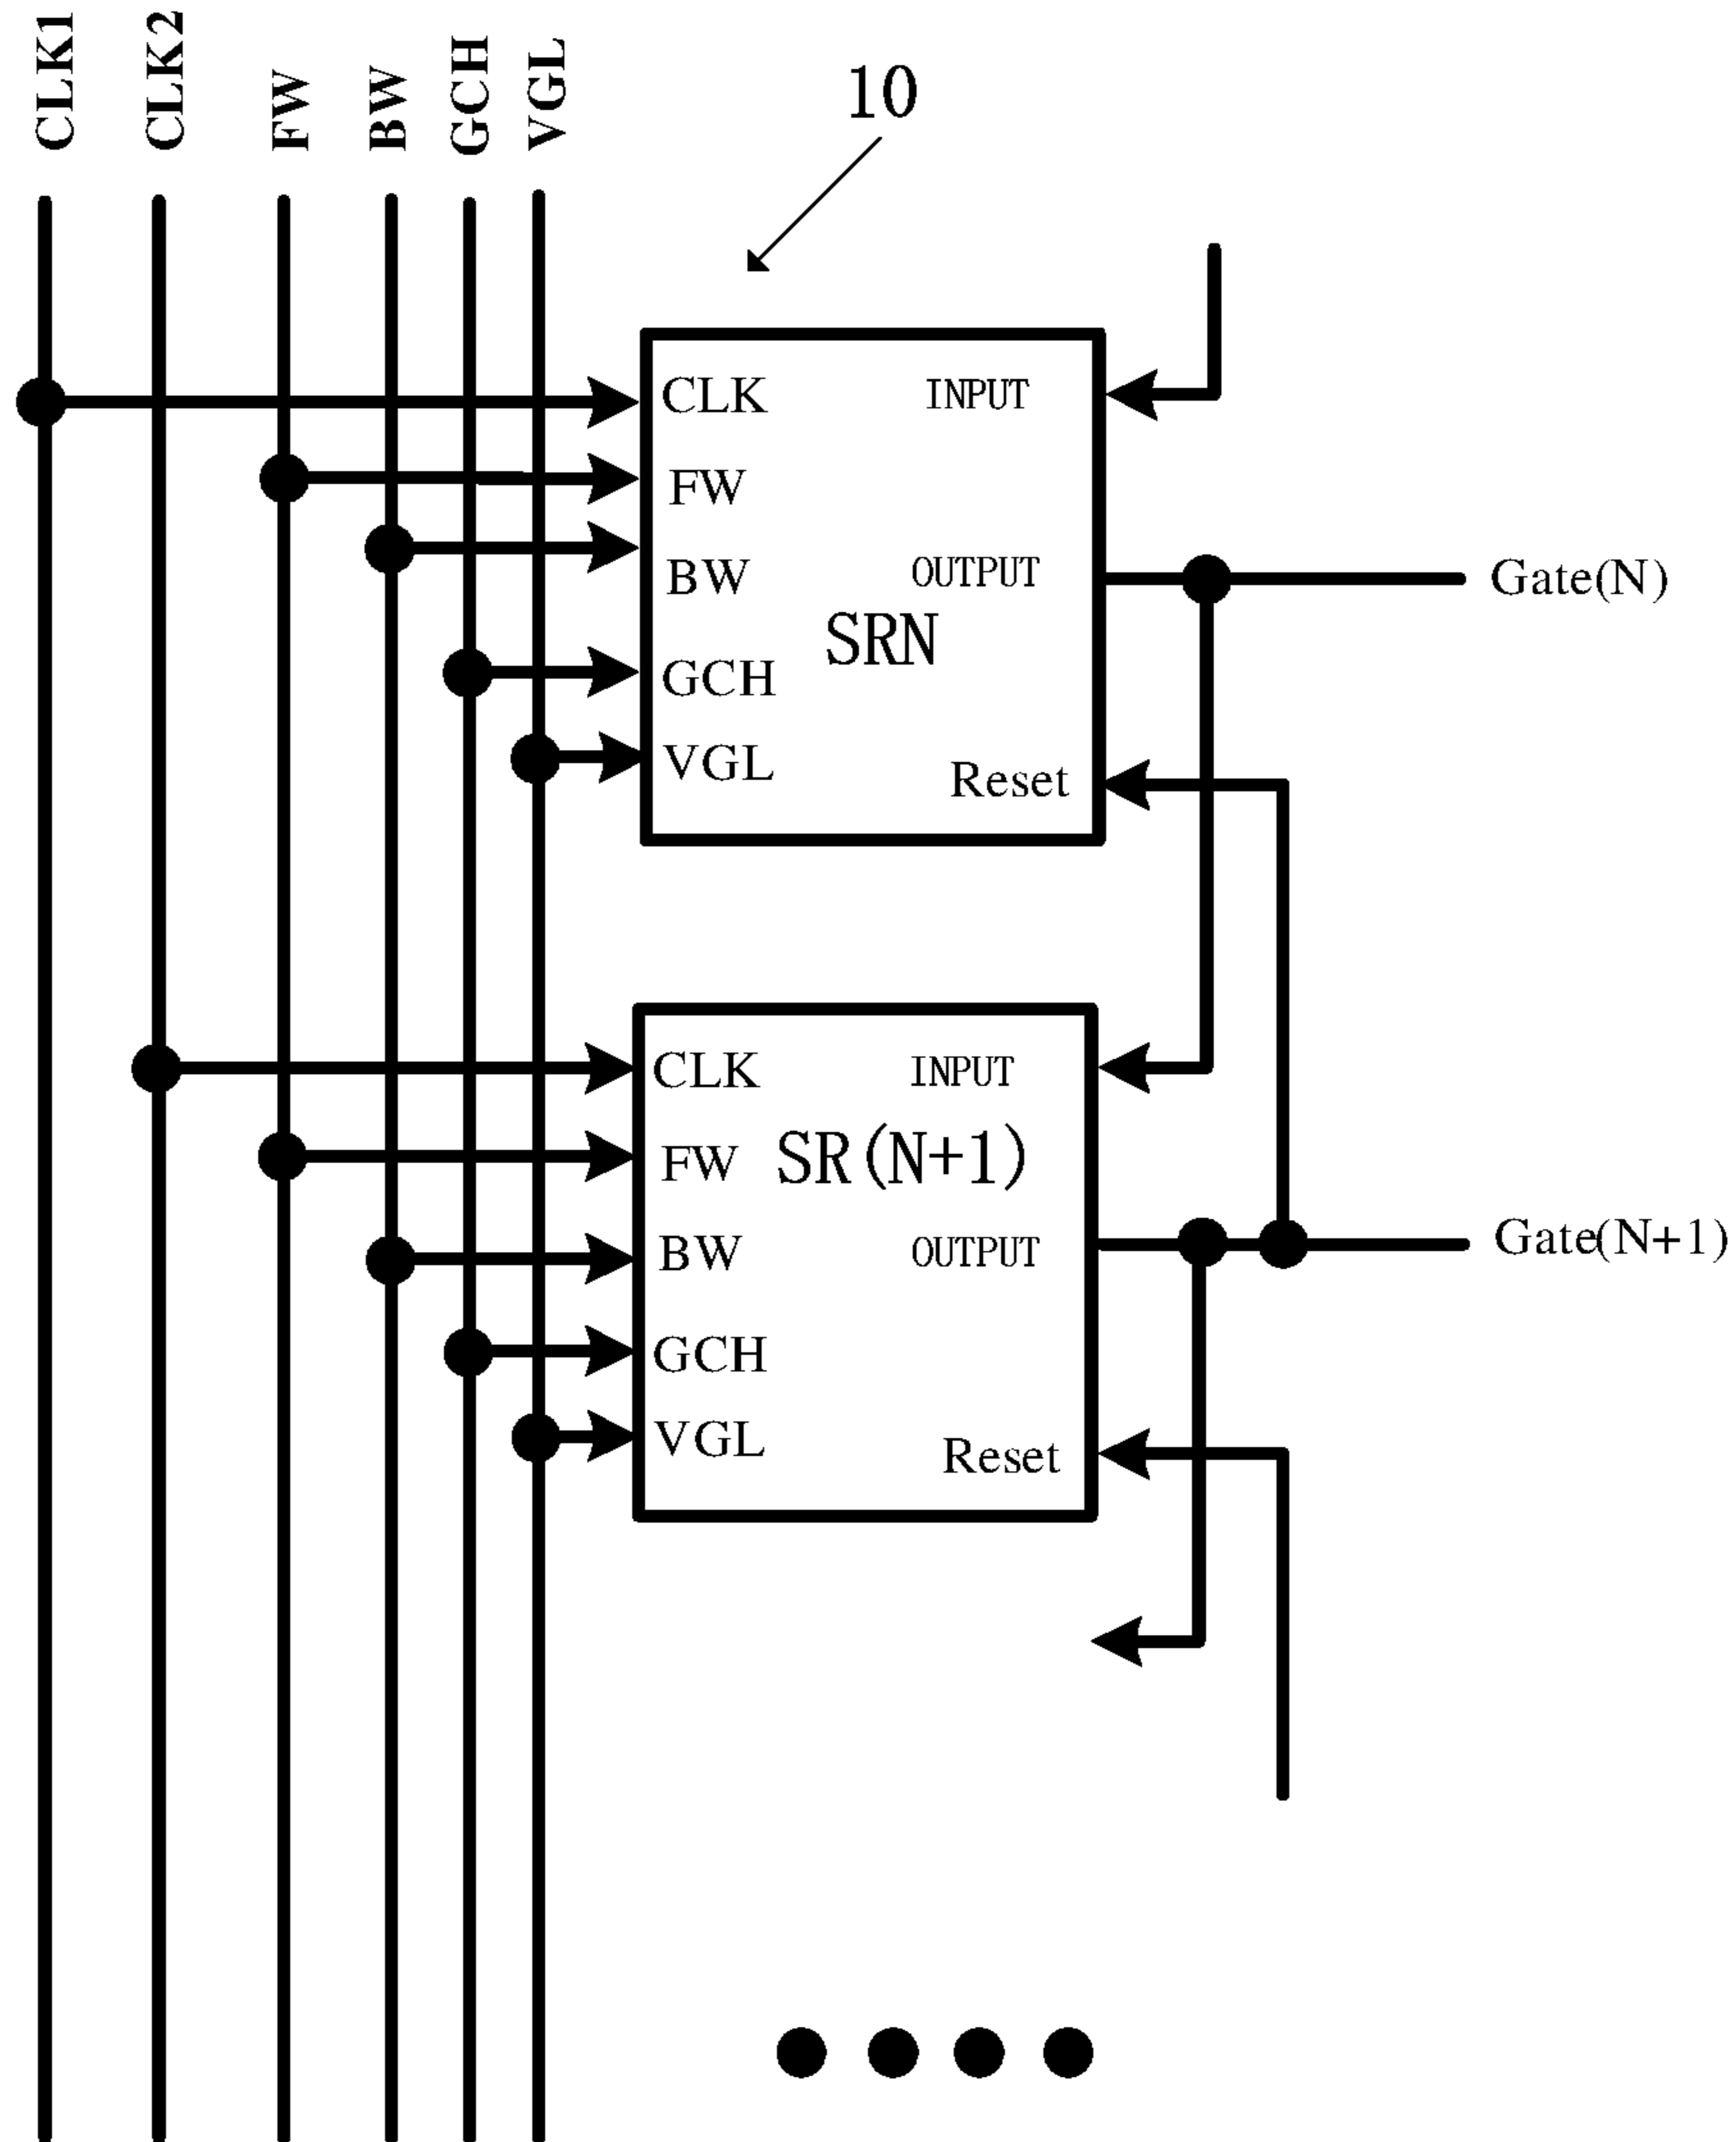 CLK1
CLK2
FW
BW
GCH
VGL
10
CLK
INPUT
FW
BW
OUTPUT
SRN
GCH
VGL
Reset
Gate(N)
CLK
INPUT
FW
SR(N+1)
BW
OUTPUT
GCH
VGL
Reset
Gate(N+1)